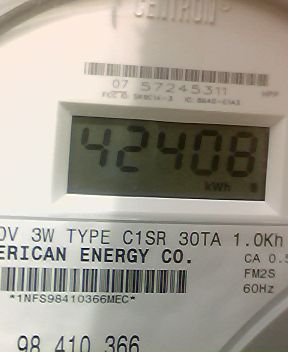 CENTRON
07 57245311
42408
kWh
0V 3W TYPE C1SR 30TA 1.0Kh
ERICAN ENERGY CO. CA 0.5
FM2S
*1NFS98410366MEC* 60Hz
98 410 366